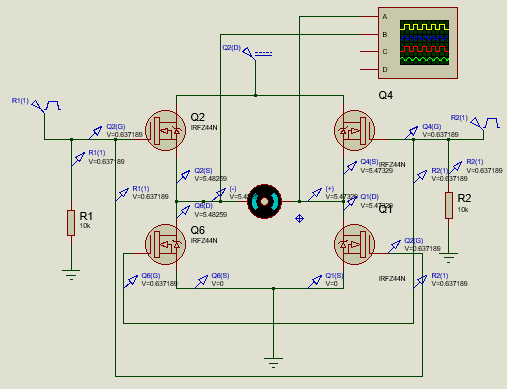 A
B
C
D
Q2(D)
R1(1)
Q2(G)
V=0.637189
R1(1)
V=0.637189
Q2
IRFZ44N
Q4
Q4(G)
V=0.637189
R2(1)
Q2(S)
V=5.48259
R1(1)
V=0.637189
(-)
V=5.4
(+)
V=5.47329
Q4(S)
V=5.47329
IRFZ44N
R2(1)
V=0.637189
R2(1)
V=0.637189
Q6(D)
V=5.48259
Q1(D)
V=5.47329
Q1
R1
10k
Q6
IRFZ44N
R2
10k
Q2(G)
V=0.637189
Q6(G)
V=0.637189
Q6(S)
V=0
Q1(S)
V=0
IRFZ44N
R2(1)
V=0.637189